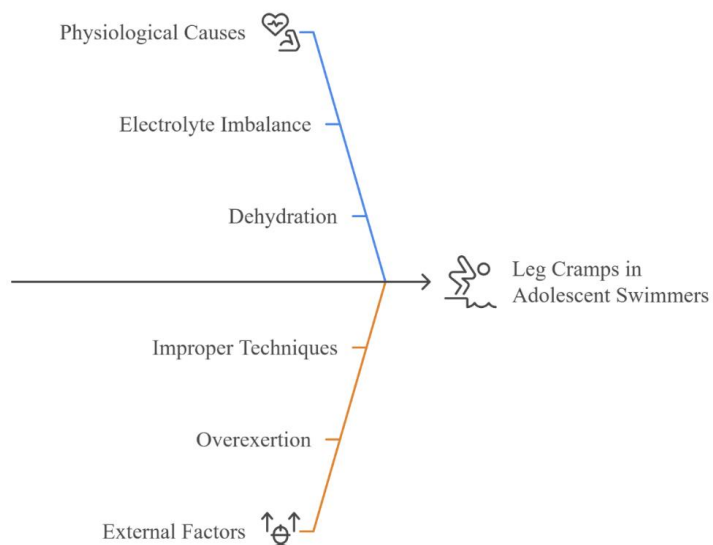 Physiological Causes
Electrolyte Imbalance
Dehydration
Leg Cramps in
Adolescent Swimmers
Improper Techniques
Overexertion
External Factors